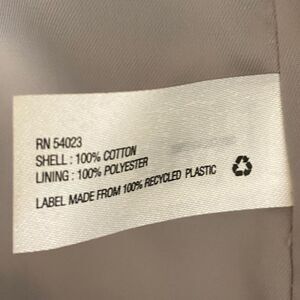 RN 54023
SHELL : 100% COTTON
LINING : 100% POLYESTER
LABEL MADE FROM 100% RECYCLED PLASTIC